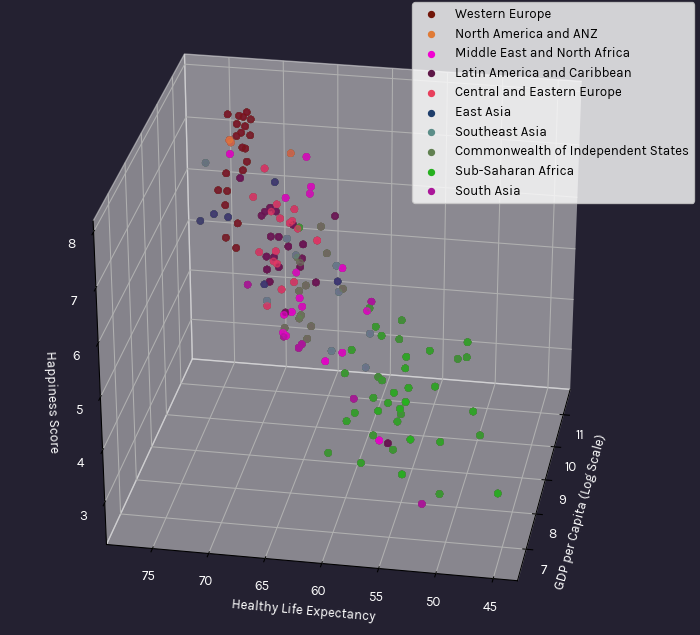 Western Europe
North America and ANZ
Middle East and North Africa
Latin America and Caribbean
Central and Eastern Europe
East Asia
Southeast Asia
Commonwealth of Independent States
Sub-Saharan Africa
South Asia
8
7
6
5
4
3
Happiness Score
75
70
65
60
55
50
45
Healthy Life Expectancy
11
10
9
8
7
GDP per Capita (Log Scale)